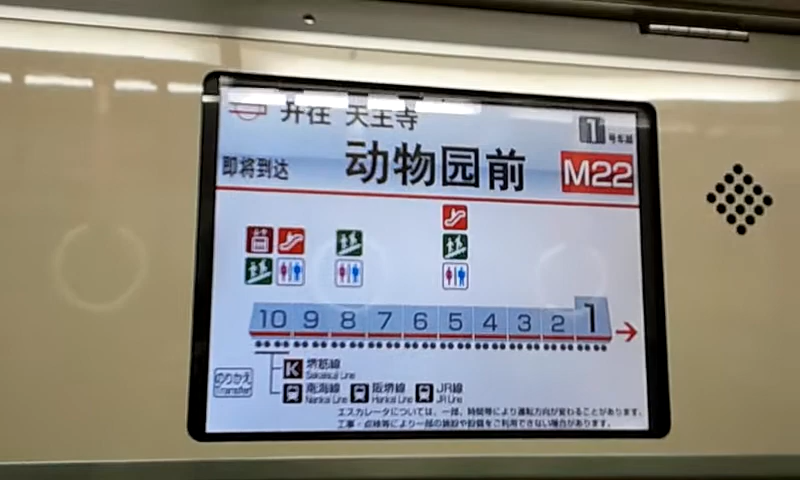 开往 天王寺
1 号车厢
即将到达 动物园前 M22
10 9 8 7 6 5 4 3 2 1
のりかえ
Transfer
K 堺筋線
Sakaisuji Line
南海線 阪堺線 JR線
Nankai Line Hankai Line JR Line
エスカレータについては、一部、時間等により運転方向が変わることがあります。
工事・点検等により一部の施設や設備をご利用できない場合があります。